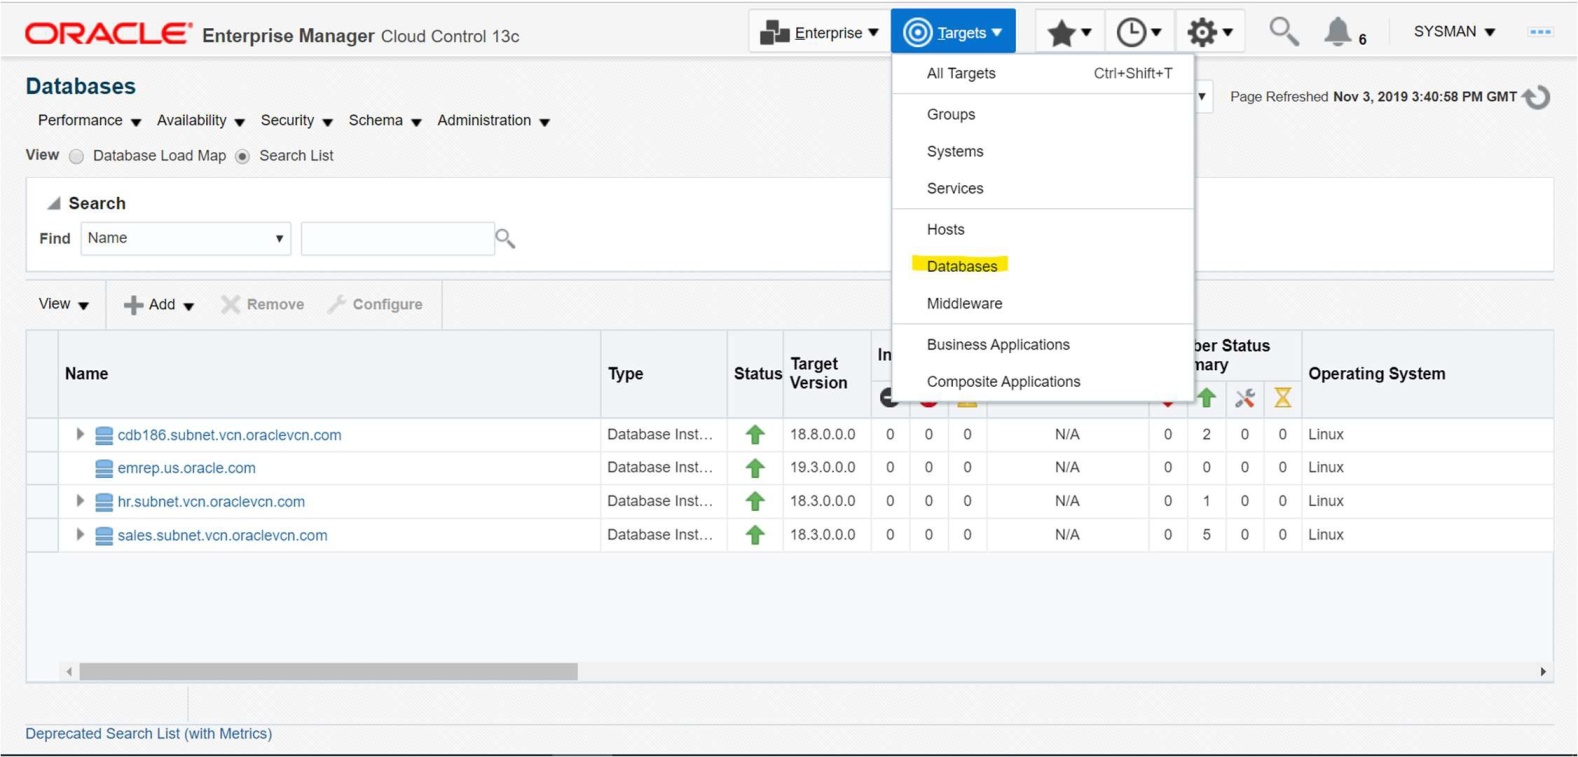 ORACLE Enterprise Manager Cloud Control 13c
Enterprise Targets 6 SYSMAN
Databases
All Targets Ctrl+Shift+T
Groups
Systems
Services
Hosts
Databases
Middleware
Business Applications
Composite Applications
Page Refreshed Nov 3, 2019 3:40:58 PM GMT
Performance Availability Security Schema Administration
View Database Load Map Search List
Search
Find Name
View Add Remove Configure
Name Type Status Target Version In ber Status mary Operating System
cdb186.subnet.vcn.oraclevcn.com Database Inst... 18.8.0.0.0 0 0 0 N/A 0 2 0 0 Linux
emrep.us.oracle.com Database Inst... 19.3.0.0.0 0 0 0 N/A 0 0 0 0 Linux
hr.subnet.vcn.oraclevcn.com Database Inst... 18.3.0.0.0 0 0 0 N/A 0 1 0 0 Linux
sales.subnet.vcn.oraclevcn.com Database Inst... 18.3.0.0.0 0 0 0 N/A 0 5 0 0 Linux
Deprecated Search List (with Metrics)